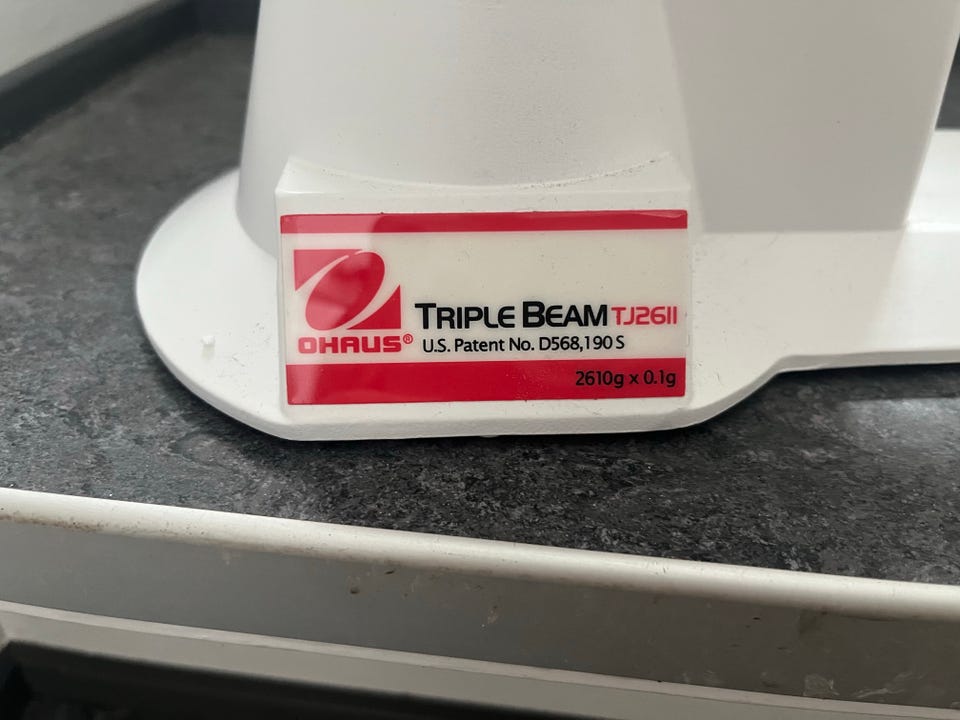 TRIPLE BEAM TJ2611
OHAUS®
U.S. Patent No. D568,190 S
2610g x 0.1g